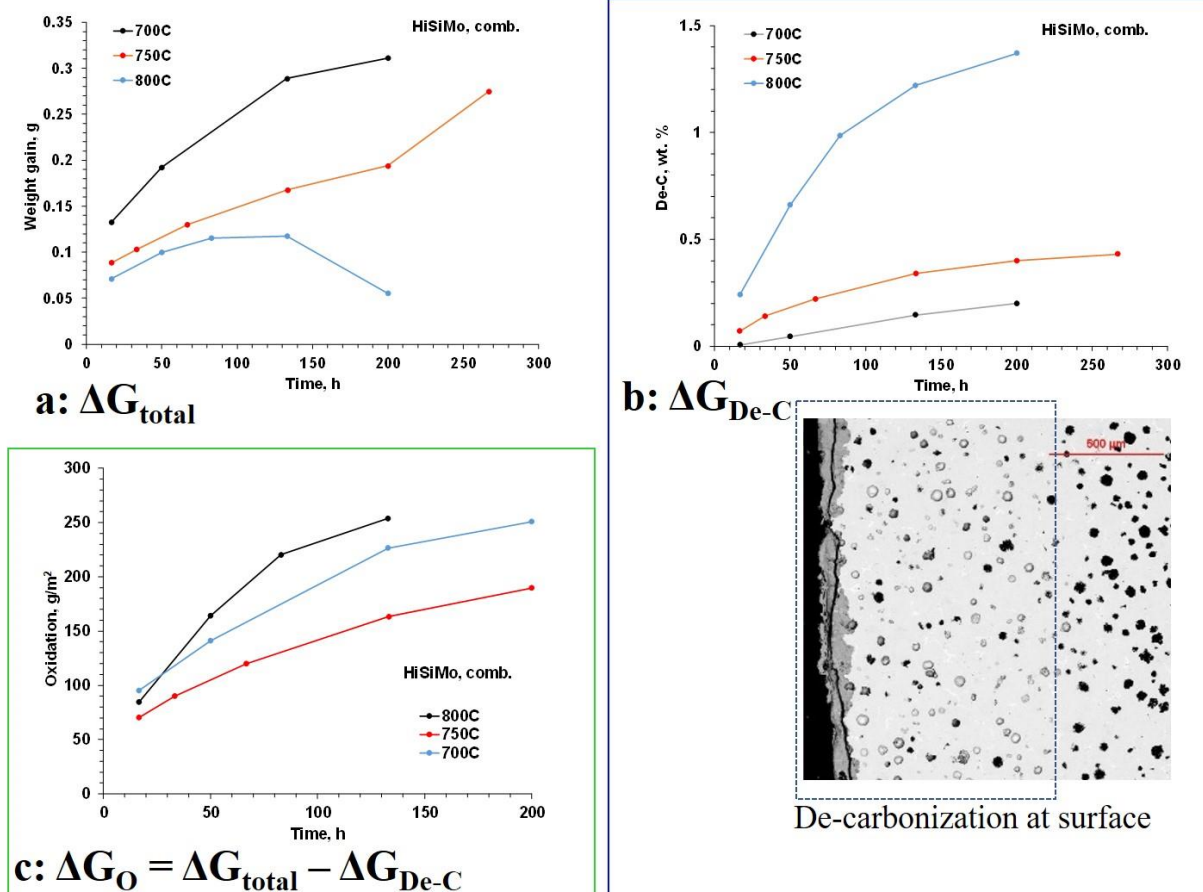 0.35
0.3
0.25
0.2
0.15
0.1
0.05
0
Weight gain, g
700C
750C
800C
HiSiMo, comb.
0 50 100 150 200 250 300
Time, h
a: ΔG_total
1.5
1
0.5
0
De-C, wt. %
700C
750C
800C
HiSiMo, comb.
0 50 100 150 200 250 300
Time, h
b: ΔG_De-C
500 µm
De-carbonization at surface
300
250
200
150
100
50
0
Oxidation, g/m²
HiSiMo, comb.
800C
750C
700C
0 50 100 150 200
Time, h
c: ΔG_O = ΔG_total – ΔG_De-C